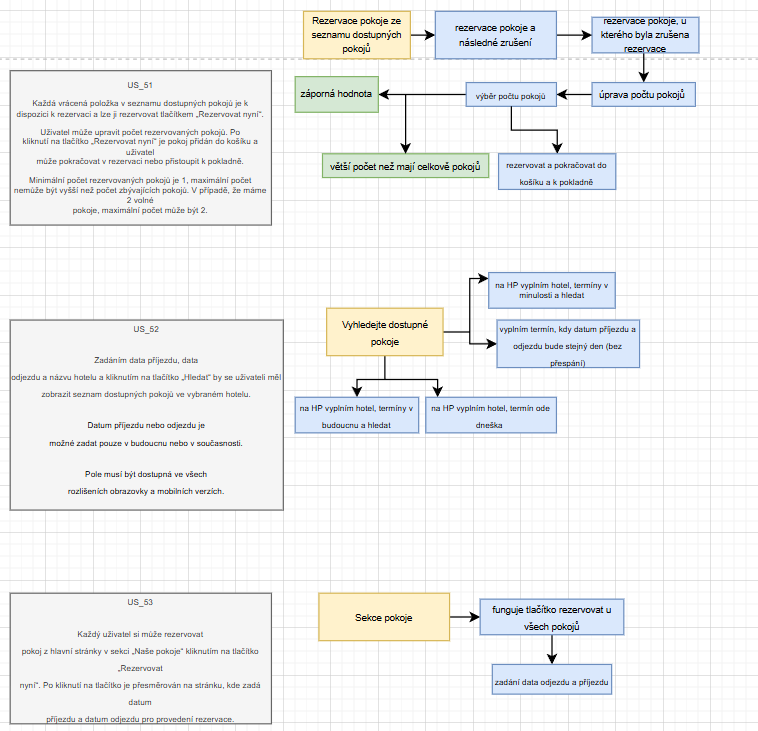 Rezervace pokoje ze
seznamu dostupných
pokojů
rezervace pokoje a
následné zrušení
rezervace pokoje, u
kterého byla zrušena
rezervace
US_51
Každá vrácená položka v seznamu dostupných pokojů je k
dispozici k rezervaci a lze ji rezervovat tlačítkem „Rezervovat nyní“.
Uživatel může upravit počet rezervovaných pokojů. Po
kliknutí na tlačítko „Rezervovat nyní“ je pokoj přidán do košíku a
uživatel
může pokračovat v rezervaci nebo přistoupit k pokladně.
Minimální počet rezervovaných pokojů je 1, maximální počet
nemůže být vyšší než počet zbývajících pokojů. V případě, že máme
2 volné
pokoje, maximální počet může být 2.
záporná hodnota
výběr počtu pokojů
úprava počtu pokojů
větší počet než mají celkově pokojů
rezervovat a pokračovat do
košíku a k pokladně
US_52
Zadáním data příjezdu, data
odjezdu a názvu hotelu a kliknutím na tlačítko „Hledat“ by se uživateli měl
zobrazit seznam dostupných pokojů ve vybraném hotelu.
Datum příjezdu nebo odjezdu je
možné zadat pouze v budoucnu nebo v současnosti.
Pole musí být dostupná ve všech
rozlišeních obrazovky a mobilních verzích.
Vyhledejte dostupné
pokoje
na HP vyplním hotel, termíny v
minulosti a hledat
vyplním termín, kdy datum příjezdu a
odjezdu bude stejný den (bez
přespání)
na HP vyplním hotel, termíny v
budoucnu a hledat
na HP vyplním hotel, termín ode
dneška
US_53
Každý uživatel si může rezervovat
pokoj z hlavní stránky v sekci „Naše pokoje“ kliknutím na tlačítko
„Rezervovat
nyní“. Po kliknutí na tlačítko je přesměrován na stránku, kde zadá
datum
příjezdu a datum odjezdu pro provedení rezervace.
Sekce pokoje
funguje tlačítko rezervovat u
všech pokojů
zadání data odjezdu a příjezdu